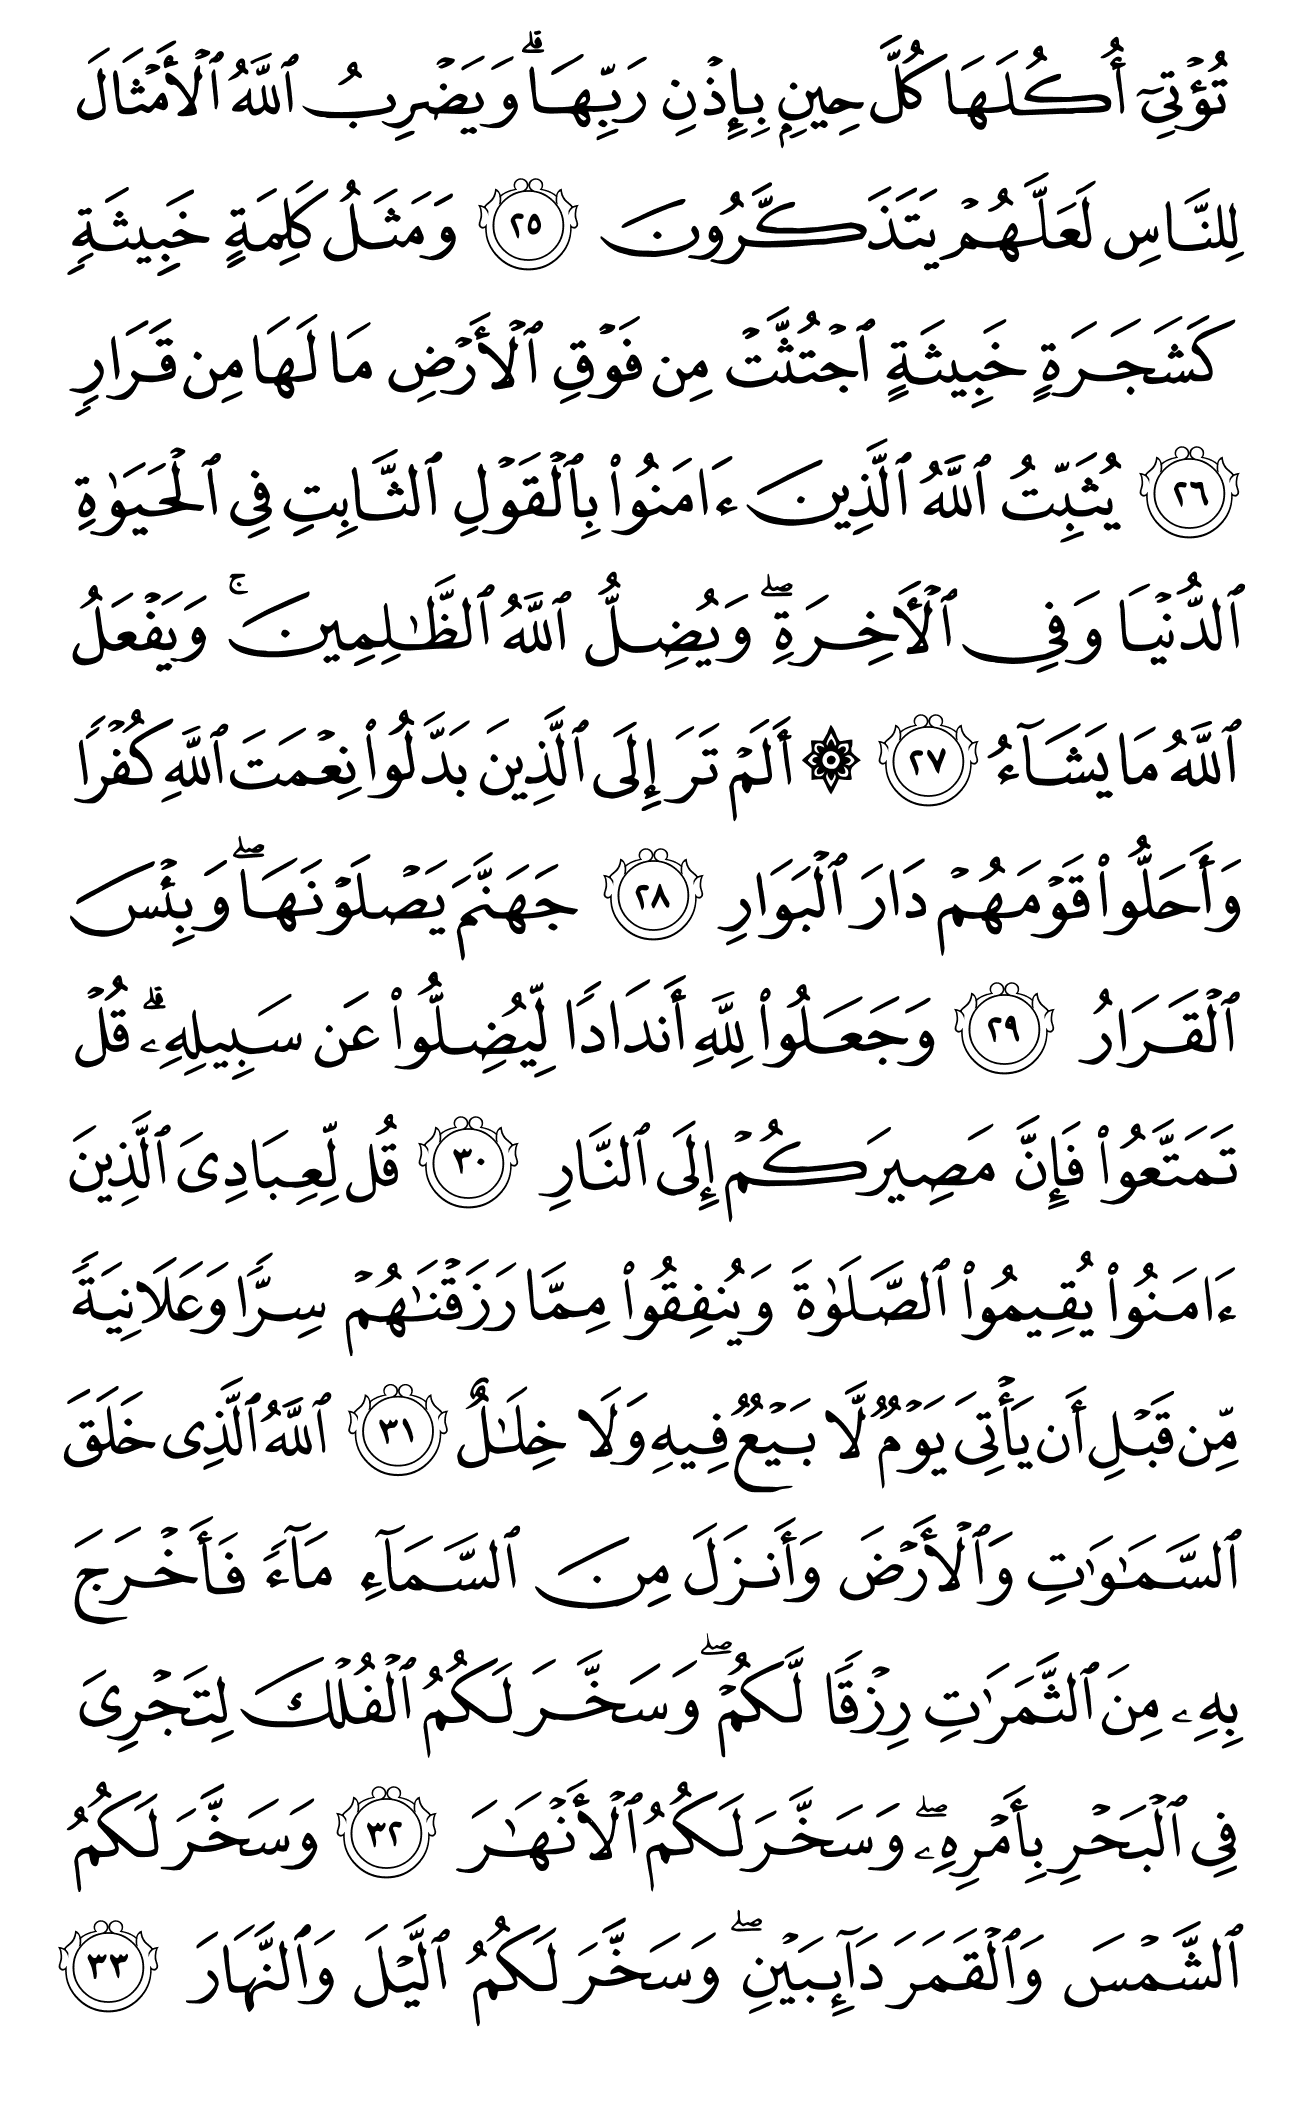 تُؤۡتِيٓ أُكُلَهَا كُلَّ حِينِۭ بِإِذۡنِ رَبِّهَاۗ وَيَضۡرِبُ ٱللَّهُ ٱلۡأَمۡثَالَ
لِلنَّاسِ لَعَلَّهُمۡ يَتَذَكَّرُونَ ٢٥ وَمَثَلُ كَلِمَةٍ خَبِيثَةٖ
كَشَجَرَةٍ خَبِيثَةٍ ٱجۡتُثَّتۡ مِن فَوۡقِ ٱلۡأَرۡضِ مَا لَهَا مِن قَرَارٖ
٢٦ يُثَبِّتُ ٱللَّهُ ٱلَّذِينَ ءَامَنُواْ بِٱلۡقَوۡلِ ٱلثَّابِتِ فِي ٱلۡحَيَوٰةِ
ٱلدُّنۡيَا وَفِي ٱلۡأٓخِرَةِۖ وَيُضِلُّ ٱللَّهُ ٱلظَّٰلِمِينَۚ وَيَفۡعَلُ
ٱللَّهُ مَا يَشَآءُ ٢٧ ۞ أَلَمۡ تَرَ إِلَى ٱلَّذِينَ بَدَّلُواْ نِعۡمَتَ ٱللَّهِ كُفۡرٗا
وَأَحَلُّواْ قَوۡمَهُمۡ دَارَ ٱلۡبَوَارِ ٢٨ جَهَنَّمَ يَصۡلَوۡنَهَاۖ وَبِئۡسَ
ٱلۡقَرَارُ ٢٩ وَجَعَلُواْ لِلَّهِ أَندَادٗا لِّيُضِلُّواْ عَن سَبِيلِهِۦۗ قُلۡ
تَمَتَّعُواْ فَإِنَّ مَصِيرَكُمۡ إِلَى ٱلنَّارِ ٣٠ قُل لِّعِبَادِيَ ٱلَّذِينَ
ءَامَنُواْ يُقِيمُواْ ٱلصَّلَوٰةَ وَيُنفِقُواْ مِمَّا رَزَقۡنَٰهُمۡ سِرّٗا وَعَلَانِيَةٗ
مِّن قَبۡلِ أَن يَأۡتِيَ يَوۡمٞ لَّا بَيۡعٞ فِيهِ وَلَا خِلَٰلٌ ٣١ ٱللَّهُ ٱلَّذِي خَلَقَ
ٱلسَّمَٰوَٰتِ وَٱلۡأَرۡضَ وَأَنزَلَ مِنَ ٱلسَّمَآءِ مَآءٗ فَأَخۡرَجَ
بِهِۦ مِنَ ٱلثَّمَرَٰتِ رِزۡقٗا لَّكُمۡۖ وَسَخَّرَ لَكُمُ ٱلۡفُلۡكَ لِتَجۡرِيَ
فِي ٱلۡبَحۡرِ بِأَمۡرِهِۦۖ وَسَخَّرَ لَكُمُ ٱلۡأَنۡهَٰرَ ٣٢ وَسَخَّرَ لَكُمُ
ٱلشَّمۡسَ وَٱلۡقَمَرَ دَآئِبَيۡنِۖ وَسَخَّرَ لَكُمُ ٱلَّيۡلَ وَٱلنَّهَارَ ٣٣